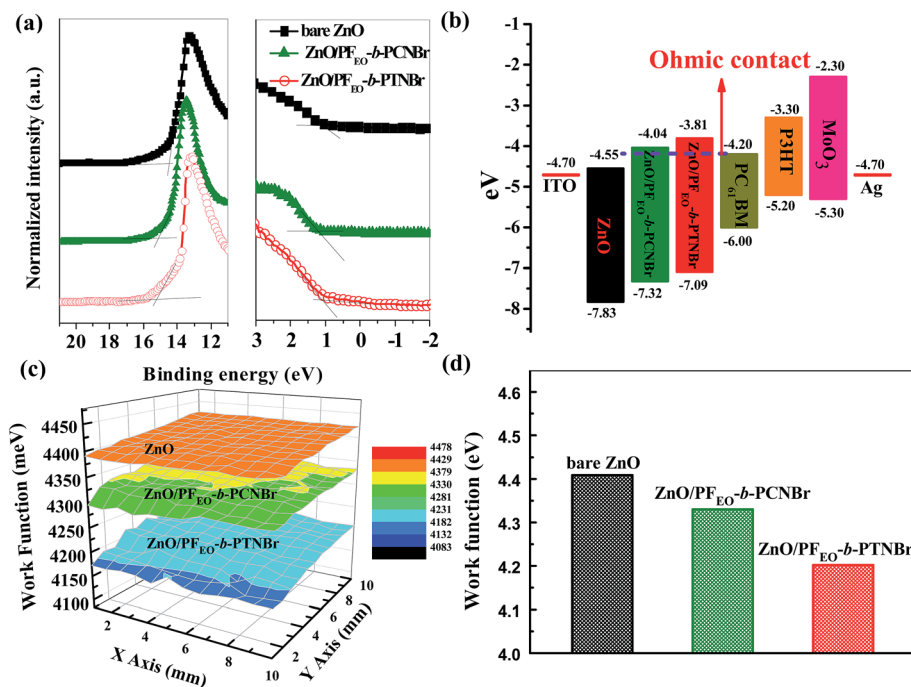 (a)
Normalized intensity (a.u.)
bare ZnO
ZnO/PFEO-b-PCNBr
ZnO/PFEO-b-PTNBr
20 18 16 14 12 3 2 1 0 -1 -2
Binding energy (eV)
(b)
eV
-1
-2
-3
-4
-5
-6
-7
-8
Ohmic contact
-4.70
ITO
-4.55
ZnO
-7.83
-4.04
ZnO/PFEO-b-PCNBr
-7.32
-3.81
ZnO/PFEO-b-PTNBr
-7.09
-4.20
PC61BM
-6.00
-3.30
P3HT
-5.20
-2.30
MoO3
-5.30
-4.70
Ag
(c)
Work Function (meV)
4450
4400
4350
4300
4250
4200
4150
4100
ZnO
ZnO/PFEO-b-PCNBr
ZnO/PFEO-b-PTNBr
2 4 6 8 10
X Axis (mm)
2 4 6 8 10
Y Axis (mm)
4478
4429
4379
4330
4281
4231
4182
4132
4083
(d)
Work function (eV)
4.6
4.5
4.4
4.3
4.2
4.1
4.0
bare ZnO
ZnO/PFEO-b-PCNBr
ZnO/PFEO-b-PTNBr